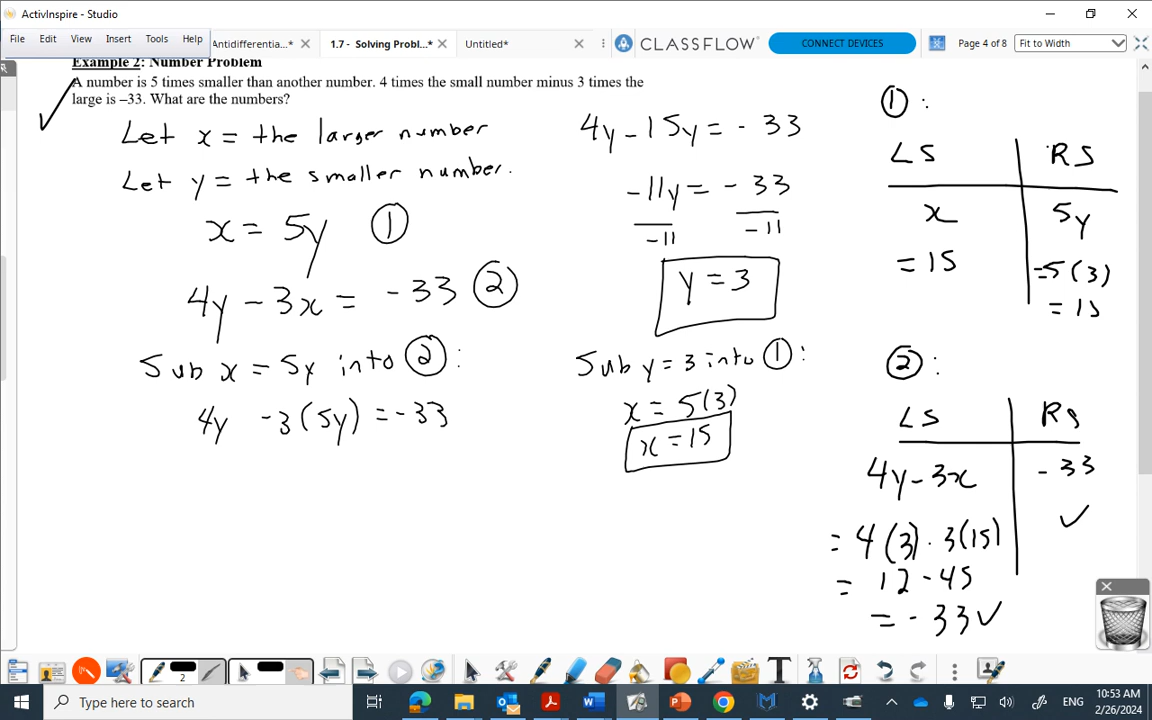 ActivInspire - Studio
File Edit View Insert Tools Help
Antidifferentia...* 1.7 - Solving Probl...* Untitled* CLASSFLOW CONNECT DEVICES Page 4 of 8 Fit to Width
Example 2: Number Problem
A number is 5 times smaller than another number. 4 times the small number minus 3 times the
large is –33. What are the numbers?
Let x = the larger number
Let y = the smaller number.
x = 5y ①
4y - 3x = -33 ②
Sub x = 5y into ②:
4y -3(5y) = -33
4y - 15y = -33
-11y = -33
-11 -11
y = 3
Sub y = 3 into ①:
x = 5(3)
x = 15
①:
LS RS
x 5y
= 15 =5(3)
= 15
②:
LS RS
4y - 3x -33
= 4(3) - 3(15) ✓
= 12 - 45
= -33 ✓
2
T
Type here to search
ENG
10:53 AM
2/26/2024